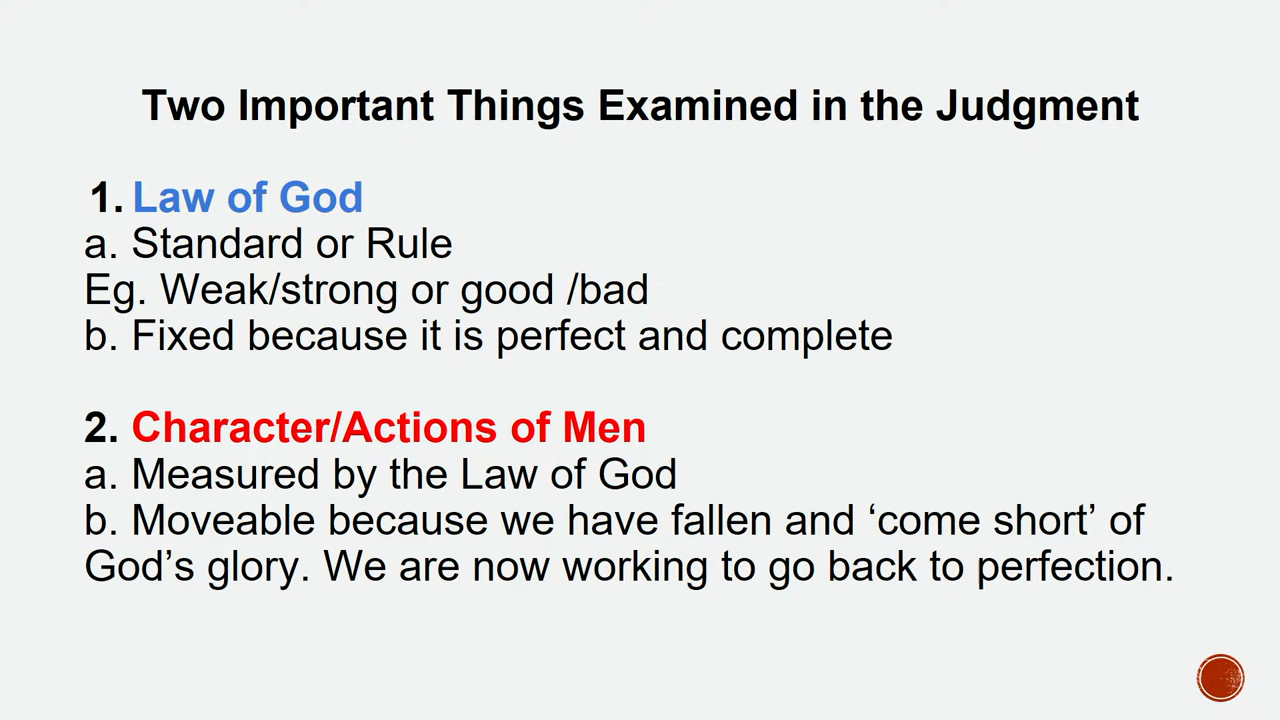 Two Important Things Examined in the Judgment
1. Law of God
a. Standard or Rule
Eg. Weak/strong or good /bad
b. Fixed because it is perfect and complete
2. Character/Actions of Men
a. Measured by the Law of God
b. Moveable because we have fallen and ‘come short’ of
God’s glory. We are now working to go back to perfection.